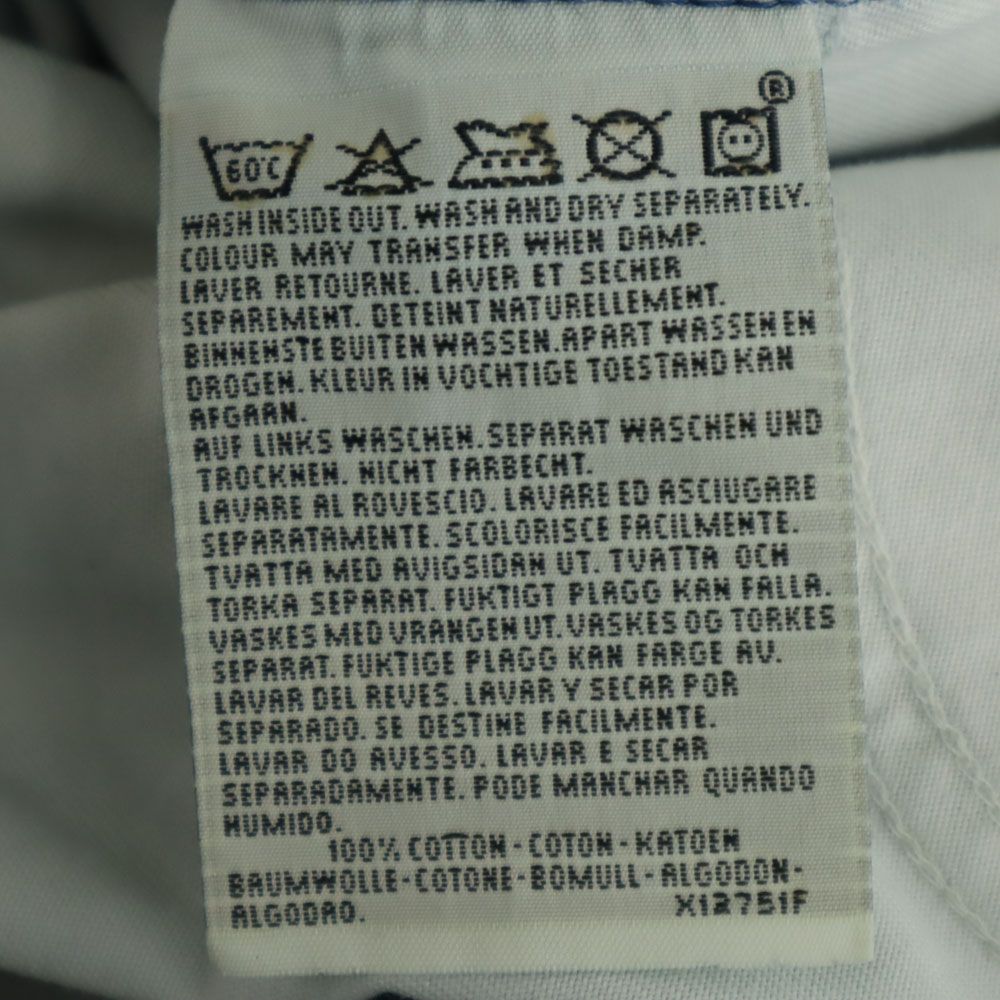 ®
60°C
WASH INSIDE OUT. WASH AND DRY SEPARATELY.
COLOUR MAY TRANSFER WHEN DAMP.
LAVER RETOURNE. LAVER ET SECHER
SEPAREMENT. DETEINT NATURELLEMENT.
BINNENSTE BUITEN WASSEN. APART WASSEN EN
DROGEN. KLEUR IN VOCHTIGE TOESTAND KAN
AFGAAN.
AUF LINKS WASCHEN. SEPARAT WASCHEN UND
TROCKNEN. NICHT FARBECHT.
LAVARE AL ROVESCIO. LAVARE ED ASCIUGARE
SEPARATAMENTE. SCOLORISCE FACILMENTE.
TVATTA MED AVIGSIDAN UT. TVATTA OCH
TORKA SEPARAT. FUKTIGT PLAGG KAN FALLA.
VASKES MED VRANGEN UT. VASKES OG TORKES
SEPARAT. FUKTIGE PLAGG KAN FARGE AV.
LAVAR DEL REVES. LAVAR Y SECAR POR
SEPARADO. SE DESTINE FACILMENTE.
LAVAR DO AVESSO. LAVAR E SECAR
SEPARADAMENTE. PODE MANCHAR QUANDO
HUMIDO.
100% COTTON - COTON - KATOEN
BAUMWOLLE - COTONE - BOMULL - ALGODON -
ALGODAO. X12751F